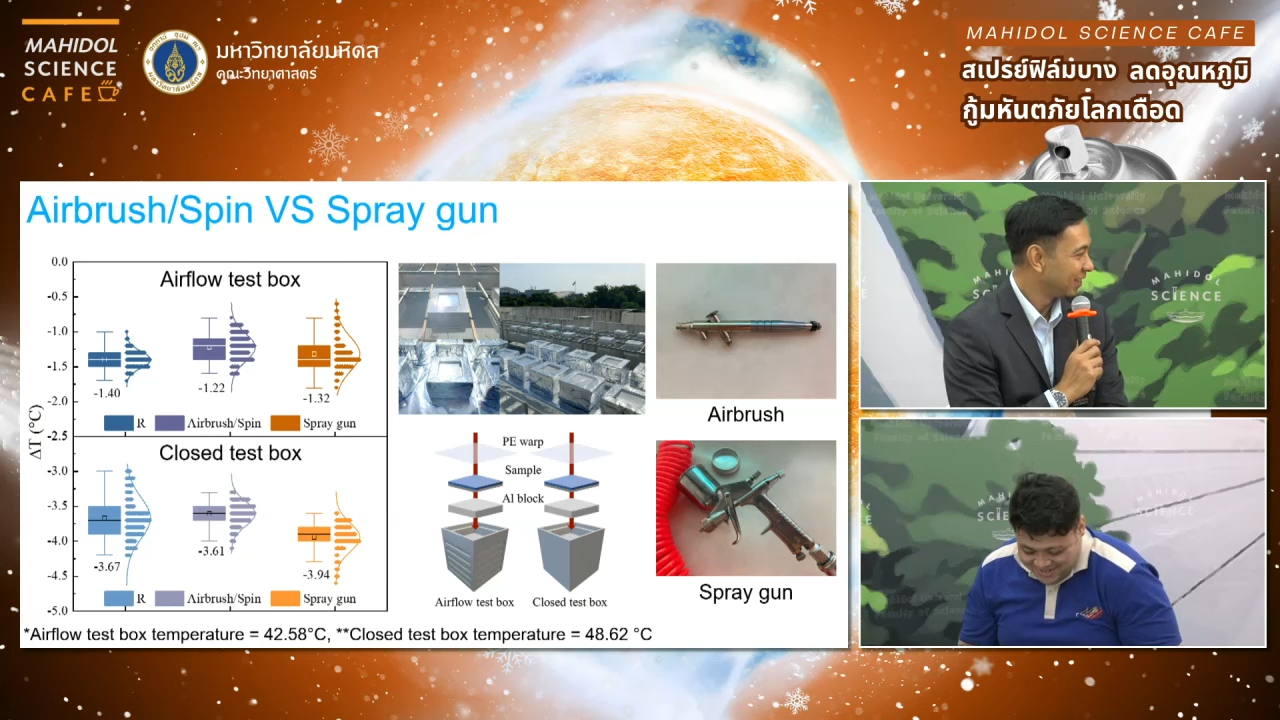 MAHIDOL
SCIENCE
CAFE
มหาวิทยาลัยมหิดล
คณะวิทยาศาสตร์
MAHIDOL SCIENCE CAFE
สเปรย์ฟิล์มบาง ลดอุณหภูมิ
กู้มหันตภัยโลกเดือด
Airbrush/Spin VS Spray gun
ΔT (°C)
0.0
-0.5
-1.0
-1.5
-2.0
-2.5
-3.0
-3.5
-4.0
-4.5
-5.0
Airflow test box
-1.40
-1.22
-1.32
R Airbrush/Spin Spray gun
Closed test box
-3.67
-3.61
-3.94
R Airbrush/Spin Spray gun
PE warp
Sample
Al block
Airflow test box Closed test box
Airbrush
Spray gun
*Airflow test box temperature = 42.58°C, **Closed test box temperature = 48.62 °C
Mahidol University
Faculty of Science
MAHIDOL
SCIENCE